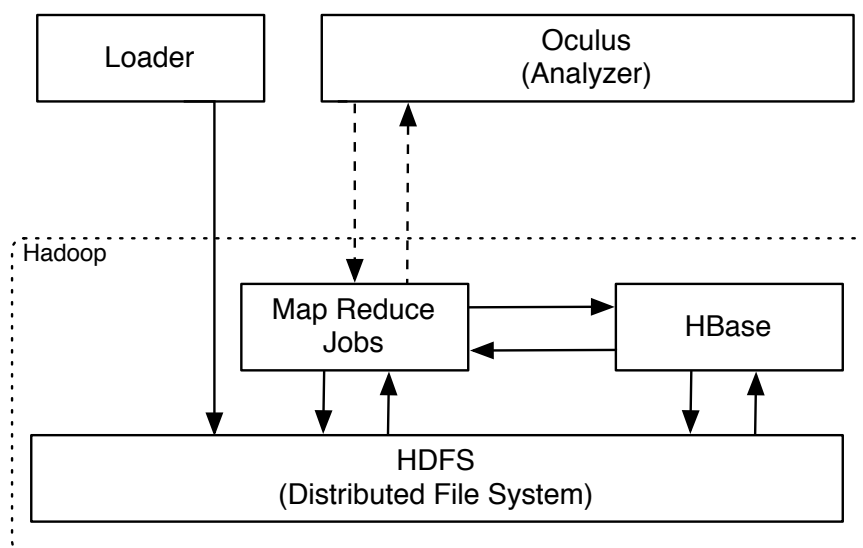 Loader
Oculus
(Analyzer)
Hadoop
Map Reduce
Jobs
HBase
HDFS
(Distributed File System)